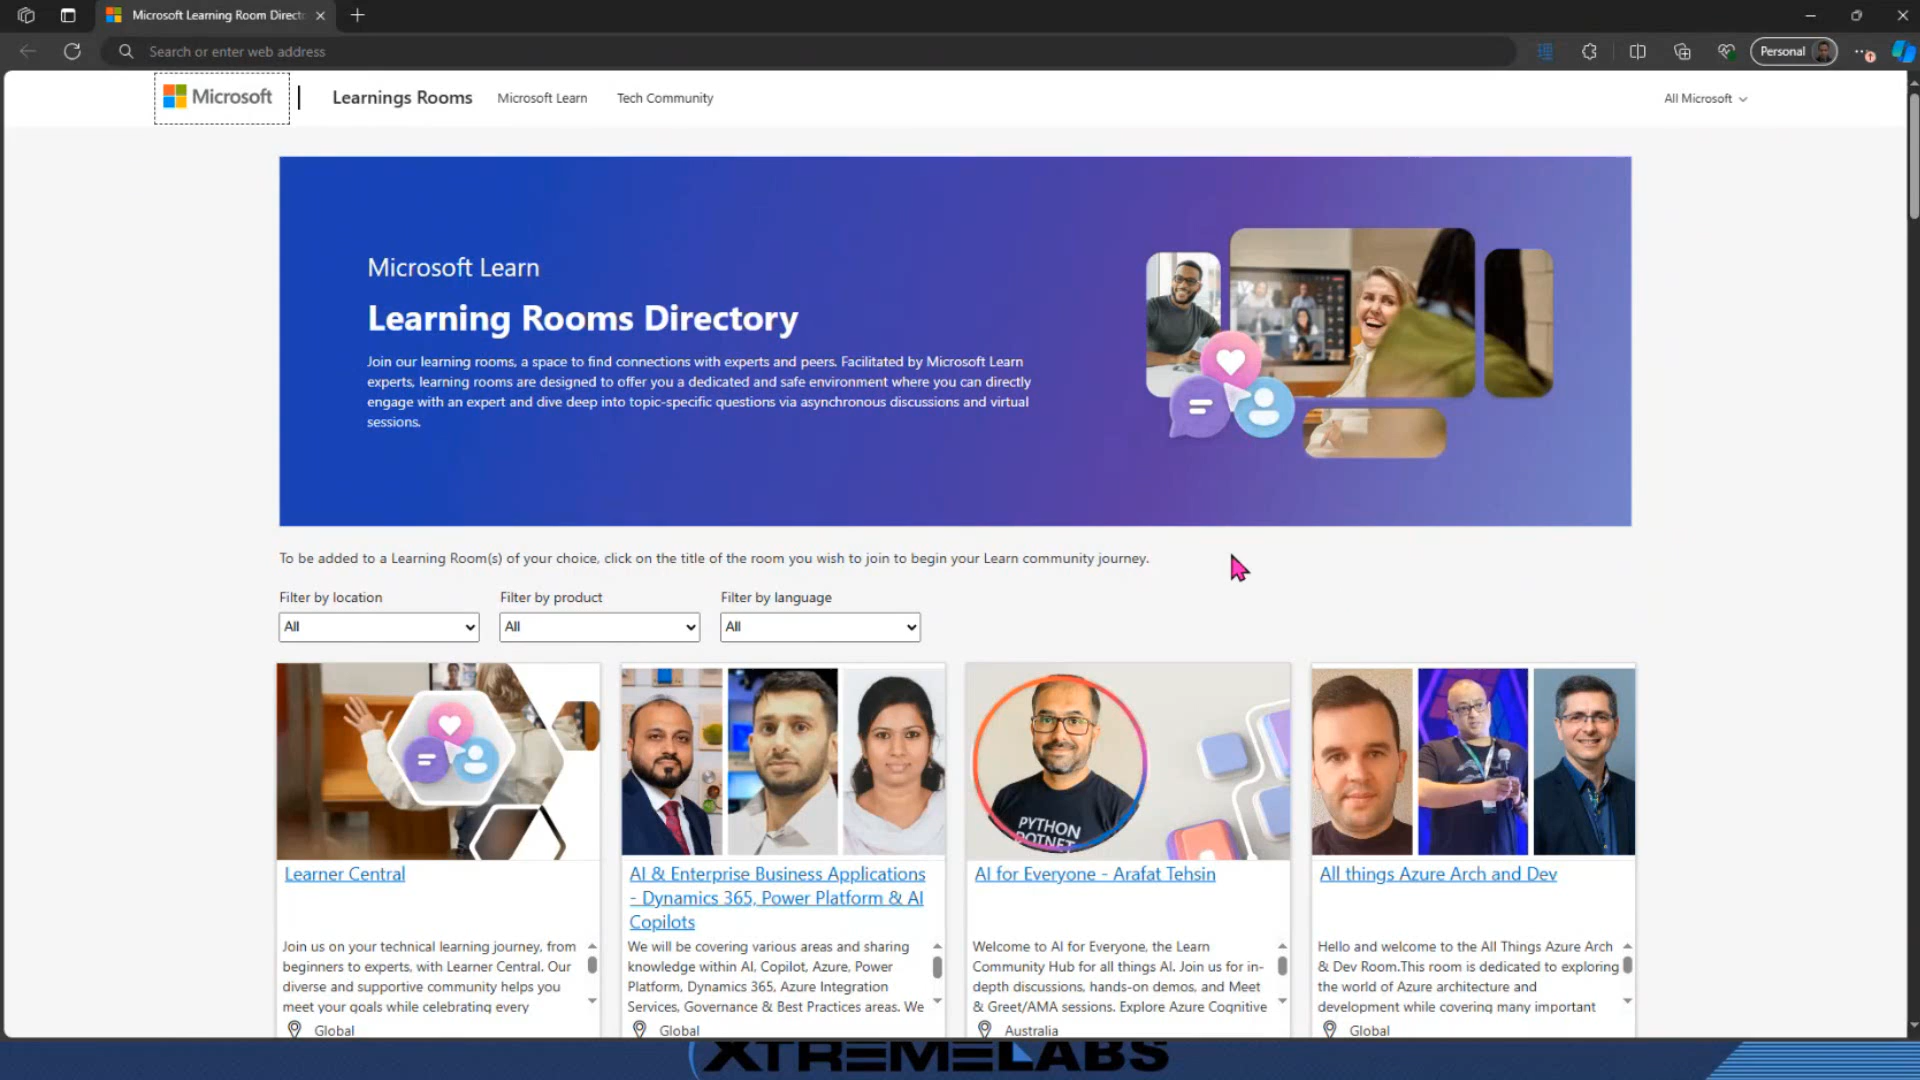 Microsoft Learning Room Direct
Search or enter web address
Personal
Microsoft
Learnings Rooms
Microsoft Learn
Tech Community
All Microsoft
Microsoft Learn
Learning Rooms Directory
Join our learning rooms, a space to find connections with experts and peers. Facilitated by Microsoft Learn
experts, learning rooms are designed to offer you a dedicated and safe environment where you can directly
engage with an expert and dive deep into topic-specific questions via asynchronous discussions and virtual
sessions.
To be added to a Learning Room(s) of your choice, click on the title of the room you wish to join to begin your Learn community journey.
Filter by location
All
Filter by product
All
Filter by language
All
Learner Central
Join us on your technical learning journey, from
beginners to experts, with Learner Central. Our
diverse and supportive community helps you
meet your goals while celebrating every
Global
AI & Enterprise Business Applications
- Dynamics 365, Power Platform & AI
Copilots
We will be covering various areas and sharing
knowledge within AI, Copilot, Azure, Power
Platform, Dynamics 365, Azure Integration
Services, Governance & Best Practices areas. We
Global
PYTHON
DOTNET
AI for Everyone - Arafat Tehsin
Welcome to AI for Everyone, the Learn
Community Hub for all things AI. Join us for in-
depth discussions, hands-on demos, and Meet
& Greet/AMA sessions. Explore Azure Cognitive
Australia
All things Azure Arch and Dev
Hello and welcome to the All Things Azure Arch
& Dev Room.This room is dedicated to exploring
the world of Azure architecture and
development while covering many important
Global
XTREMELABS